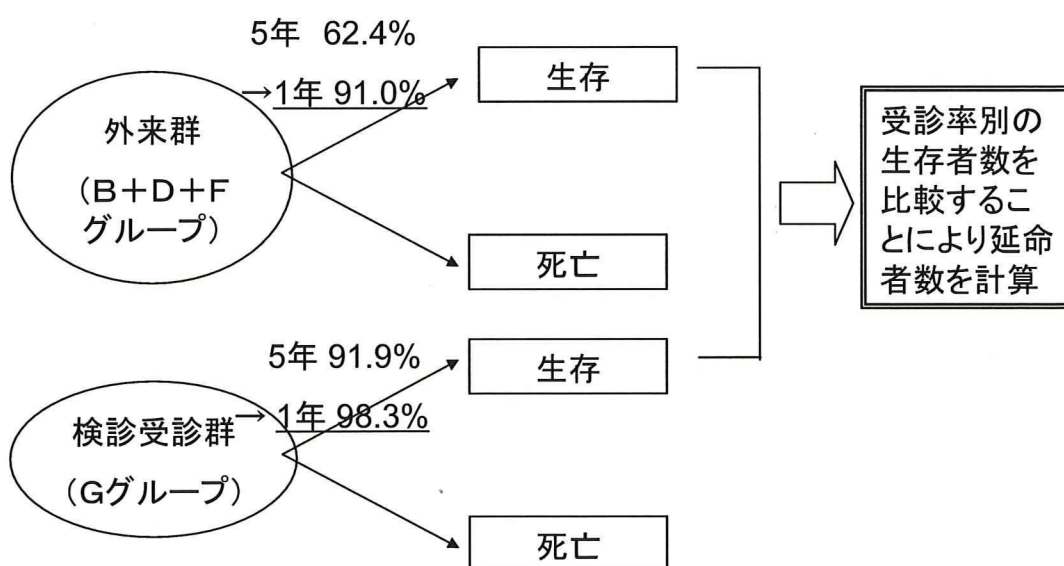 5年 62.4%
→1年 91.0%
外来群
(B+D+F
グループ)
生存
死亡
受診率別の
生存者数を
比較するこ
とにより延命
者数を計算
5年 91.9%
→ 1年 98.3%
検診受診群
(Gグループ)
生存
死亡